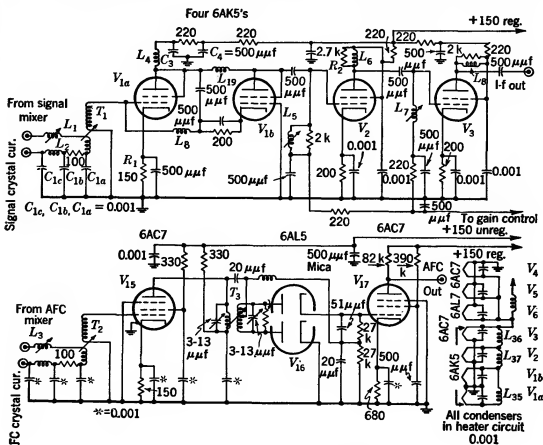 Four 6AK5's
220
220
220
+150 reg.
L4
C3
C4 = 500 μμf
2.7 k
R2
L6
2 k
220
500 μμf
L8
I-f out
V1a
L19
500 μμf
500 μμf
500 μμf
500 μμf
From signal mixer
T1
L1
L2
100
C1c
C1b
C1a
L8
200
V1b
L5
2 k
V2
0.001
L7
V3
500 μμf
200
R1
150
500 μμf
500 μμf
200
220
0.001
0.001
500 μμf
220
Signal crystal cur.
C1c, C1b, C1a = 0.001
To gain control
+150 unreg.
6AC7
6AL5
6AC7
0.001
330
330
20 μμf
500 μμf
Mica
82 k
390 k
AFC Out
V15
T3
V17
+150 reg.
From AFC mixer
T2
L3
100
3-13 μμf
3-13 μμf
V16
51 μμf
27 k
27 k
20 μμf
500 μμf
150
680
*=0.001
FC crystal cur.
6AC7
6AL7
6AC7
6AK5
V4
V5
V6
L36
V3
L37
V2
V1b
L35
V1a
All condensers in heater circuit 0.001